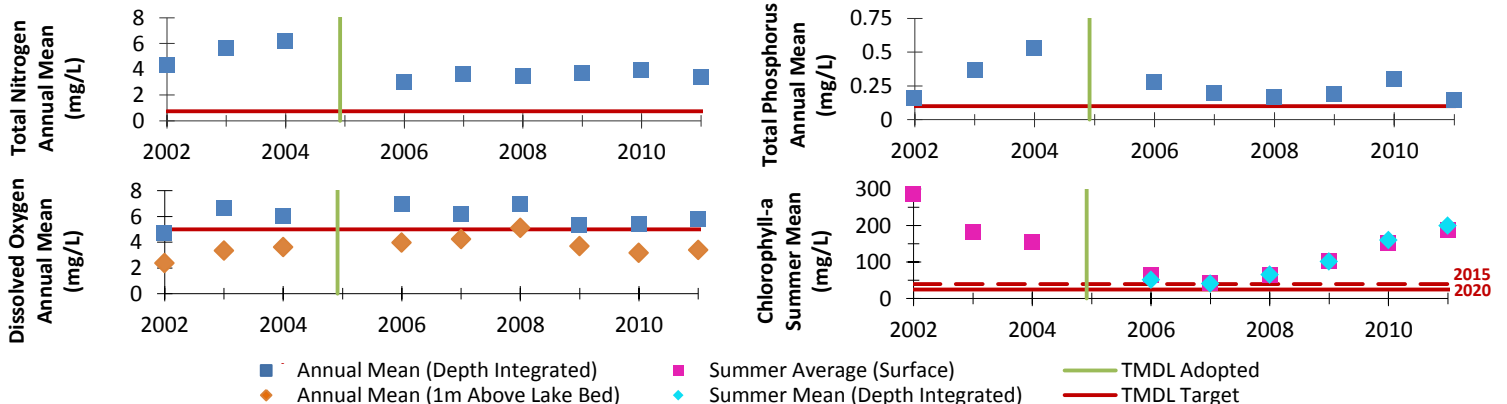 Total Nitrogen
Annual Mean
(mg/L)
8
6
4
2
0
2002
2004
2006
2008
2010
Total Phosphorus
Annual Mean
(mg/L)
0.75
0.5
0.25
0
2002
2004
2006
2008
2010
Dissolved Oxygen
Annual Mean
(mg/L)
8
6
4
2
0
2002
2004
2006
2008
2010
Chlorophyll-a
Summer Mean
(mg/L)
300
200
100
0
2015
2020
2002
2004
2006
2008
2010
Annual Mean (Depth Integrated)
Summer Average (Surface)
TMDL Adopted
Annual Mean (1m Above Lake Bed)
Summer Mean (Depth Integrated)
TMDL Target